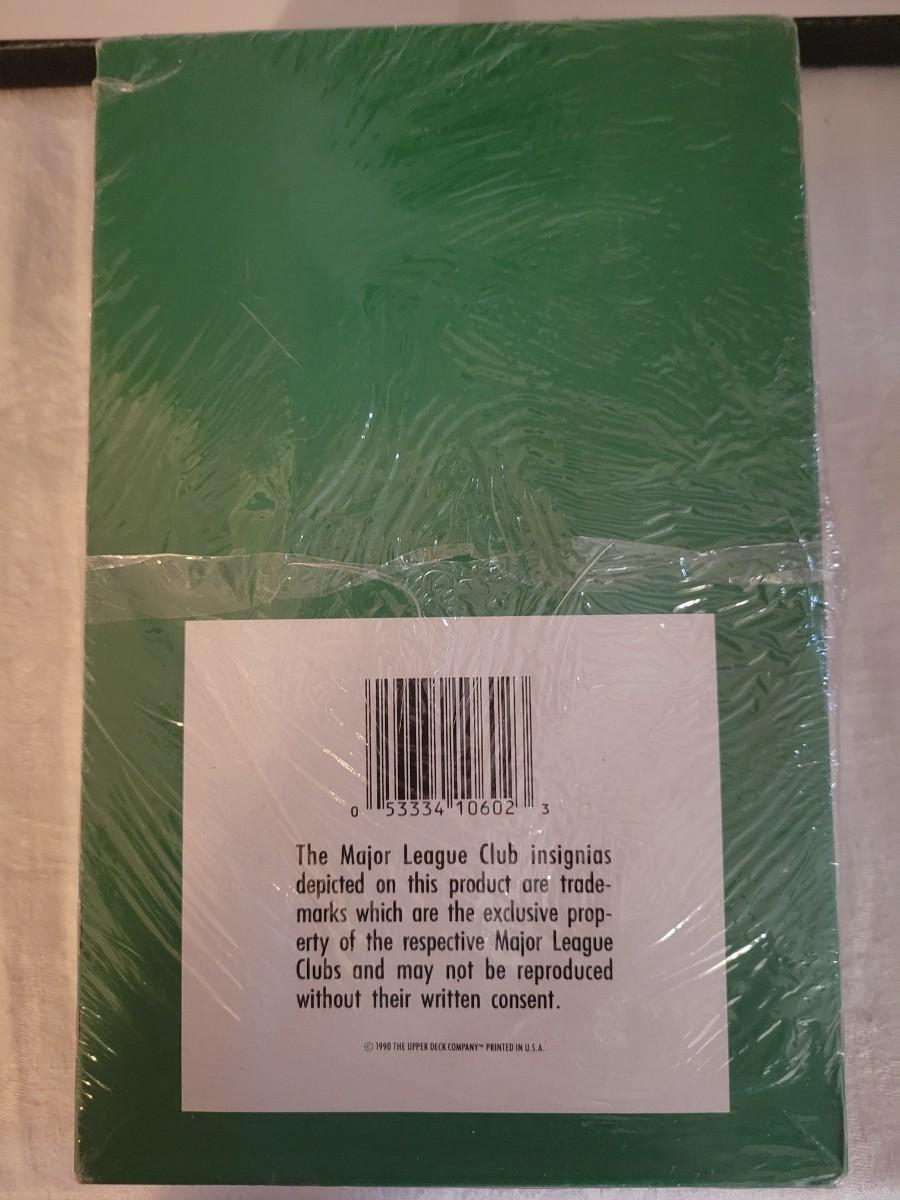 0 53334 10602 3
The Major League Club insignias
depicted on this product are trade-
marks which are the exclusive prop-
erty of the respective Major League
Clubs and may not be reproduced
without their written consent.
© 1990 THE UPPER DECK COMPANY™ PRINTED IN U.S.A.